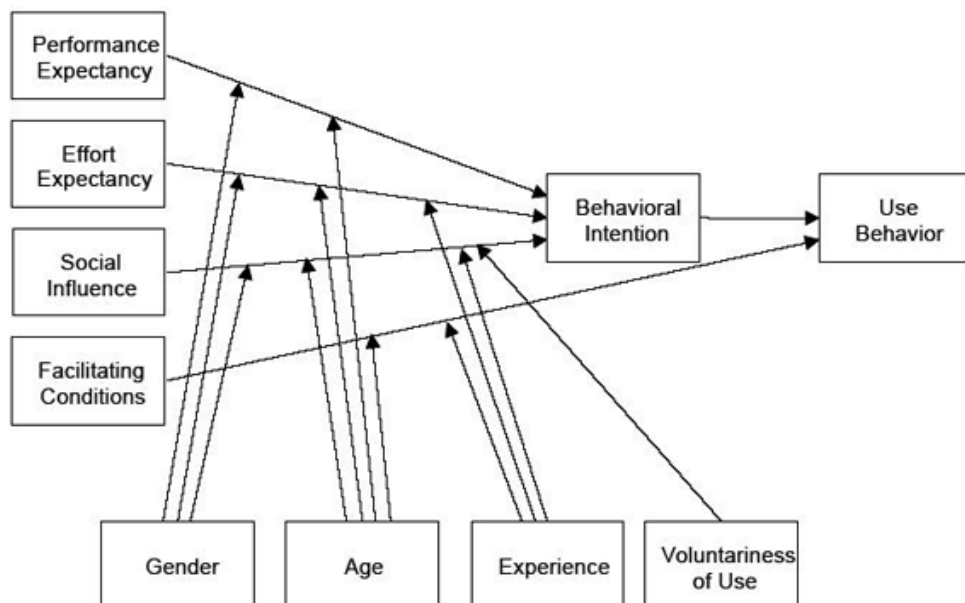 Performance
Expectancy
Effort
Expectancy
Social
Influence
Facilitating
Conditions
Behavioral
Intention
Use
Behavior
Gender
Age
Experience
Voluntariness
of Use